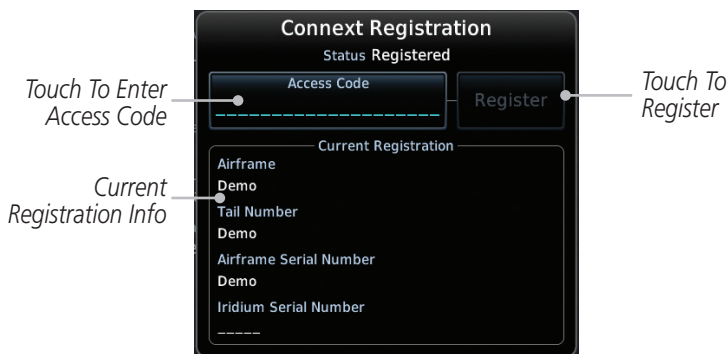 Connext Registration
Status Registered
Touch To Enter
Access Code
Access Code
____________________
Register
Touch To
Register
Current Registration
Current
Registration Info
Airframe
Demo
Tail Number
Demo
Airframe Serial Number
Demo
Iridium Serial Number
_____